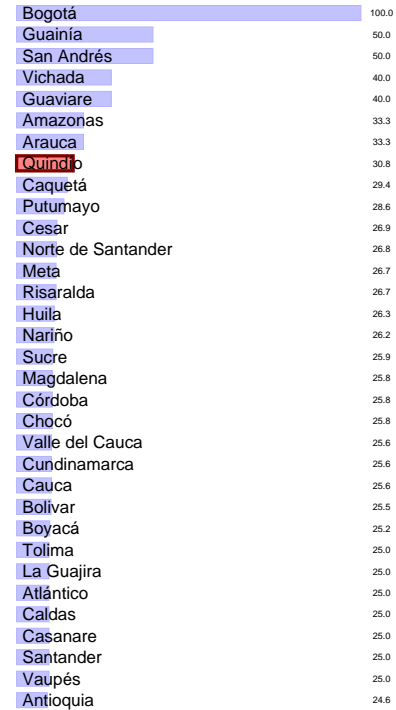 Bogotá 100.0
Guainía 50.0
San Andrés 50.0
Vichada 40.0
Guaviare 40.0
Amazonas 33.3
Arauca 33.3
Quindio 30.8
Caquetá 29.4
Putumayo 28.6
Cesar 26.9
Norte de Santander 26.8
Meta 26.7
Risaralda 26.7
Huila 26.3
Nariño 26.2
Sucre 25.9
Magdalena 25.8
Córdoba 25.8
Chocó 25.8
Valle del Cauca 25.6
Cundinamarca 25.6
Cauca 25.6
Bolivar 25.5
Boyacá 25.2
Tolima 25.0
La Guajira 25.0
Atlántico 25.0
Caldas 25.0
Casanare 25.0
Santander 25.0
Vaupés 25.0
Antioquia 24.6